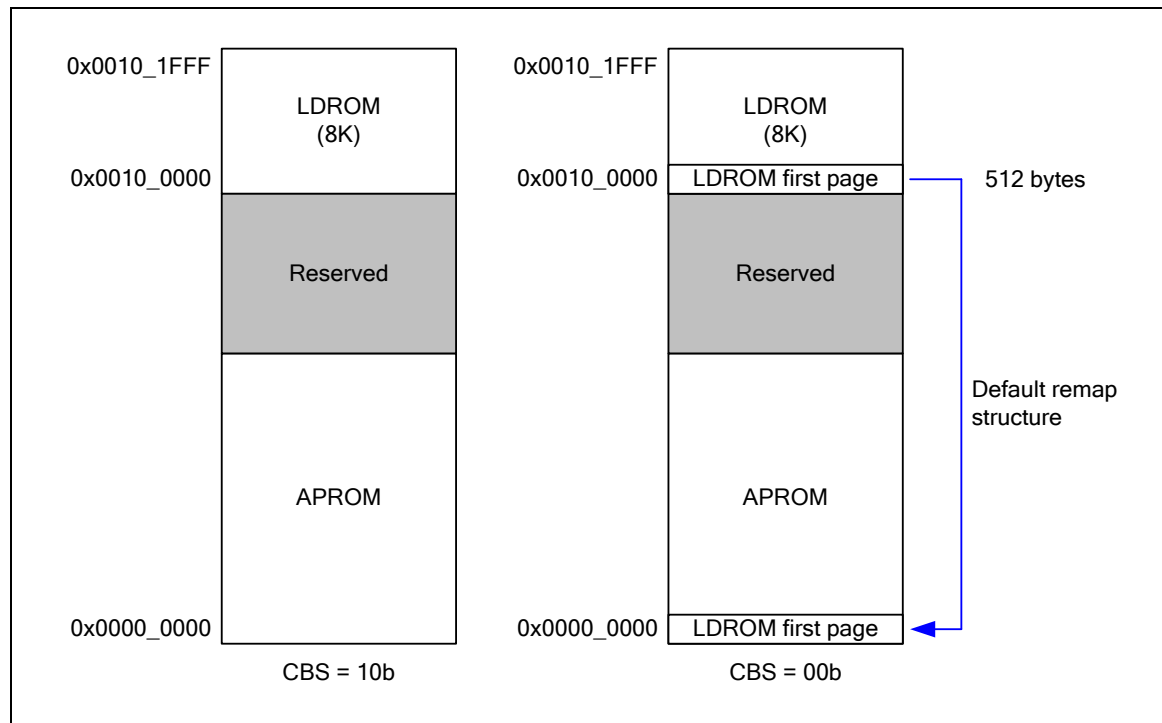 0x0010_1FFF
LDROM
(8K)
0x0010_0000
Reserved
APROM
0x0000_0000
CBS = 10b
0x0010_1FFF
LDROM
(8K)
0x0010_0000
LDROM first page
512 bytes
Reserved
Default remap
structure
APROM
0x0000_0000
LDROM first page
CBS = 00b